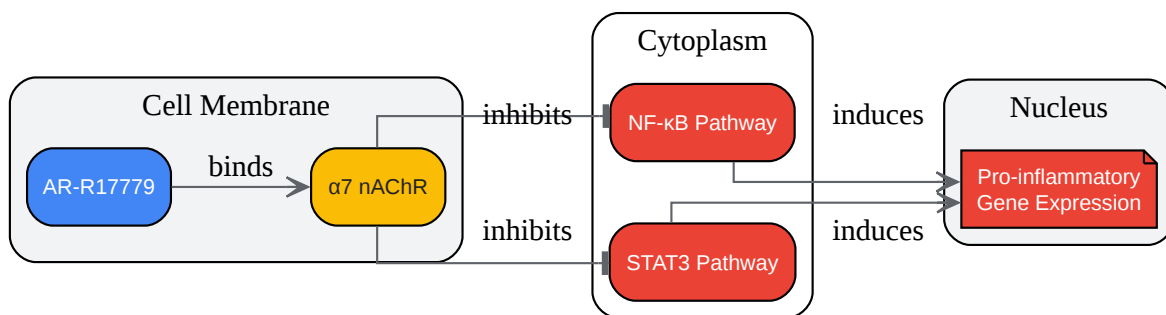 Cell Membrane
AR-R17779
binds
α7 nAChR
inhibits
inhibits
Cytoplasm
NF-κB Pathway
STAT3 Pathway
induces
induces
Nucleus
Pro-inflammatory
Gene Expression